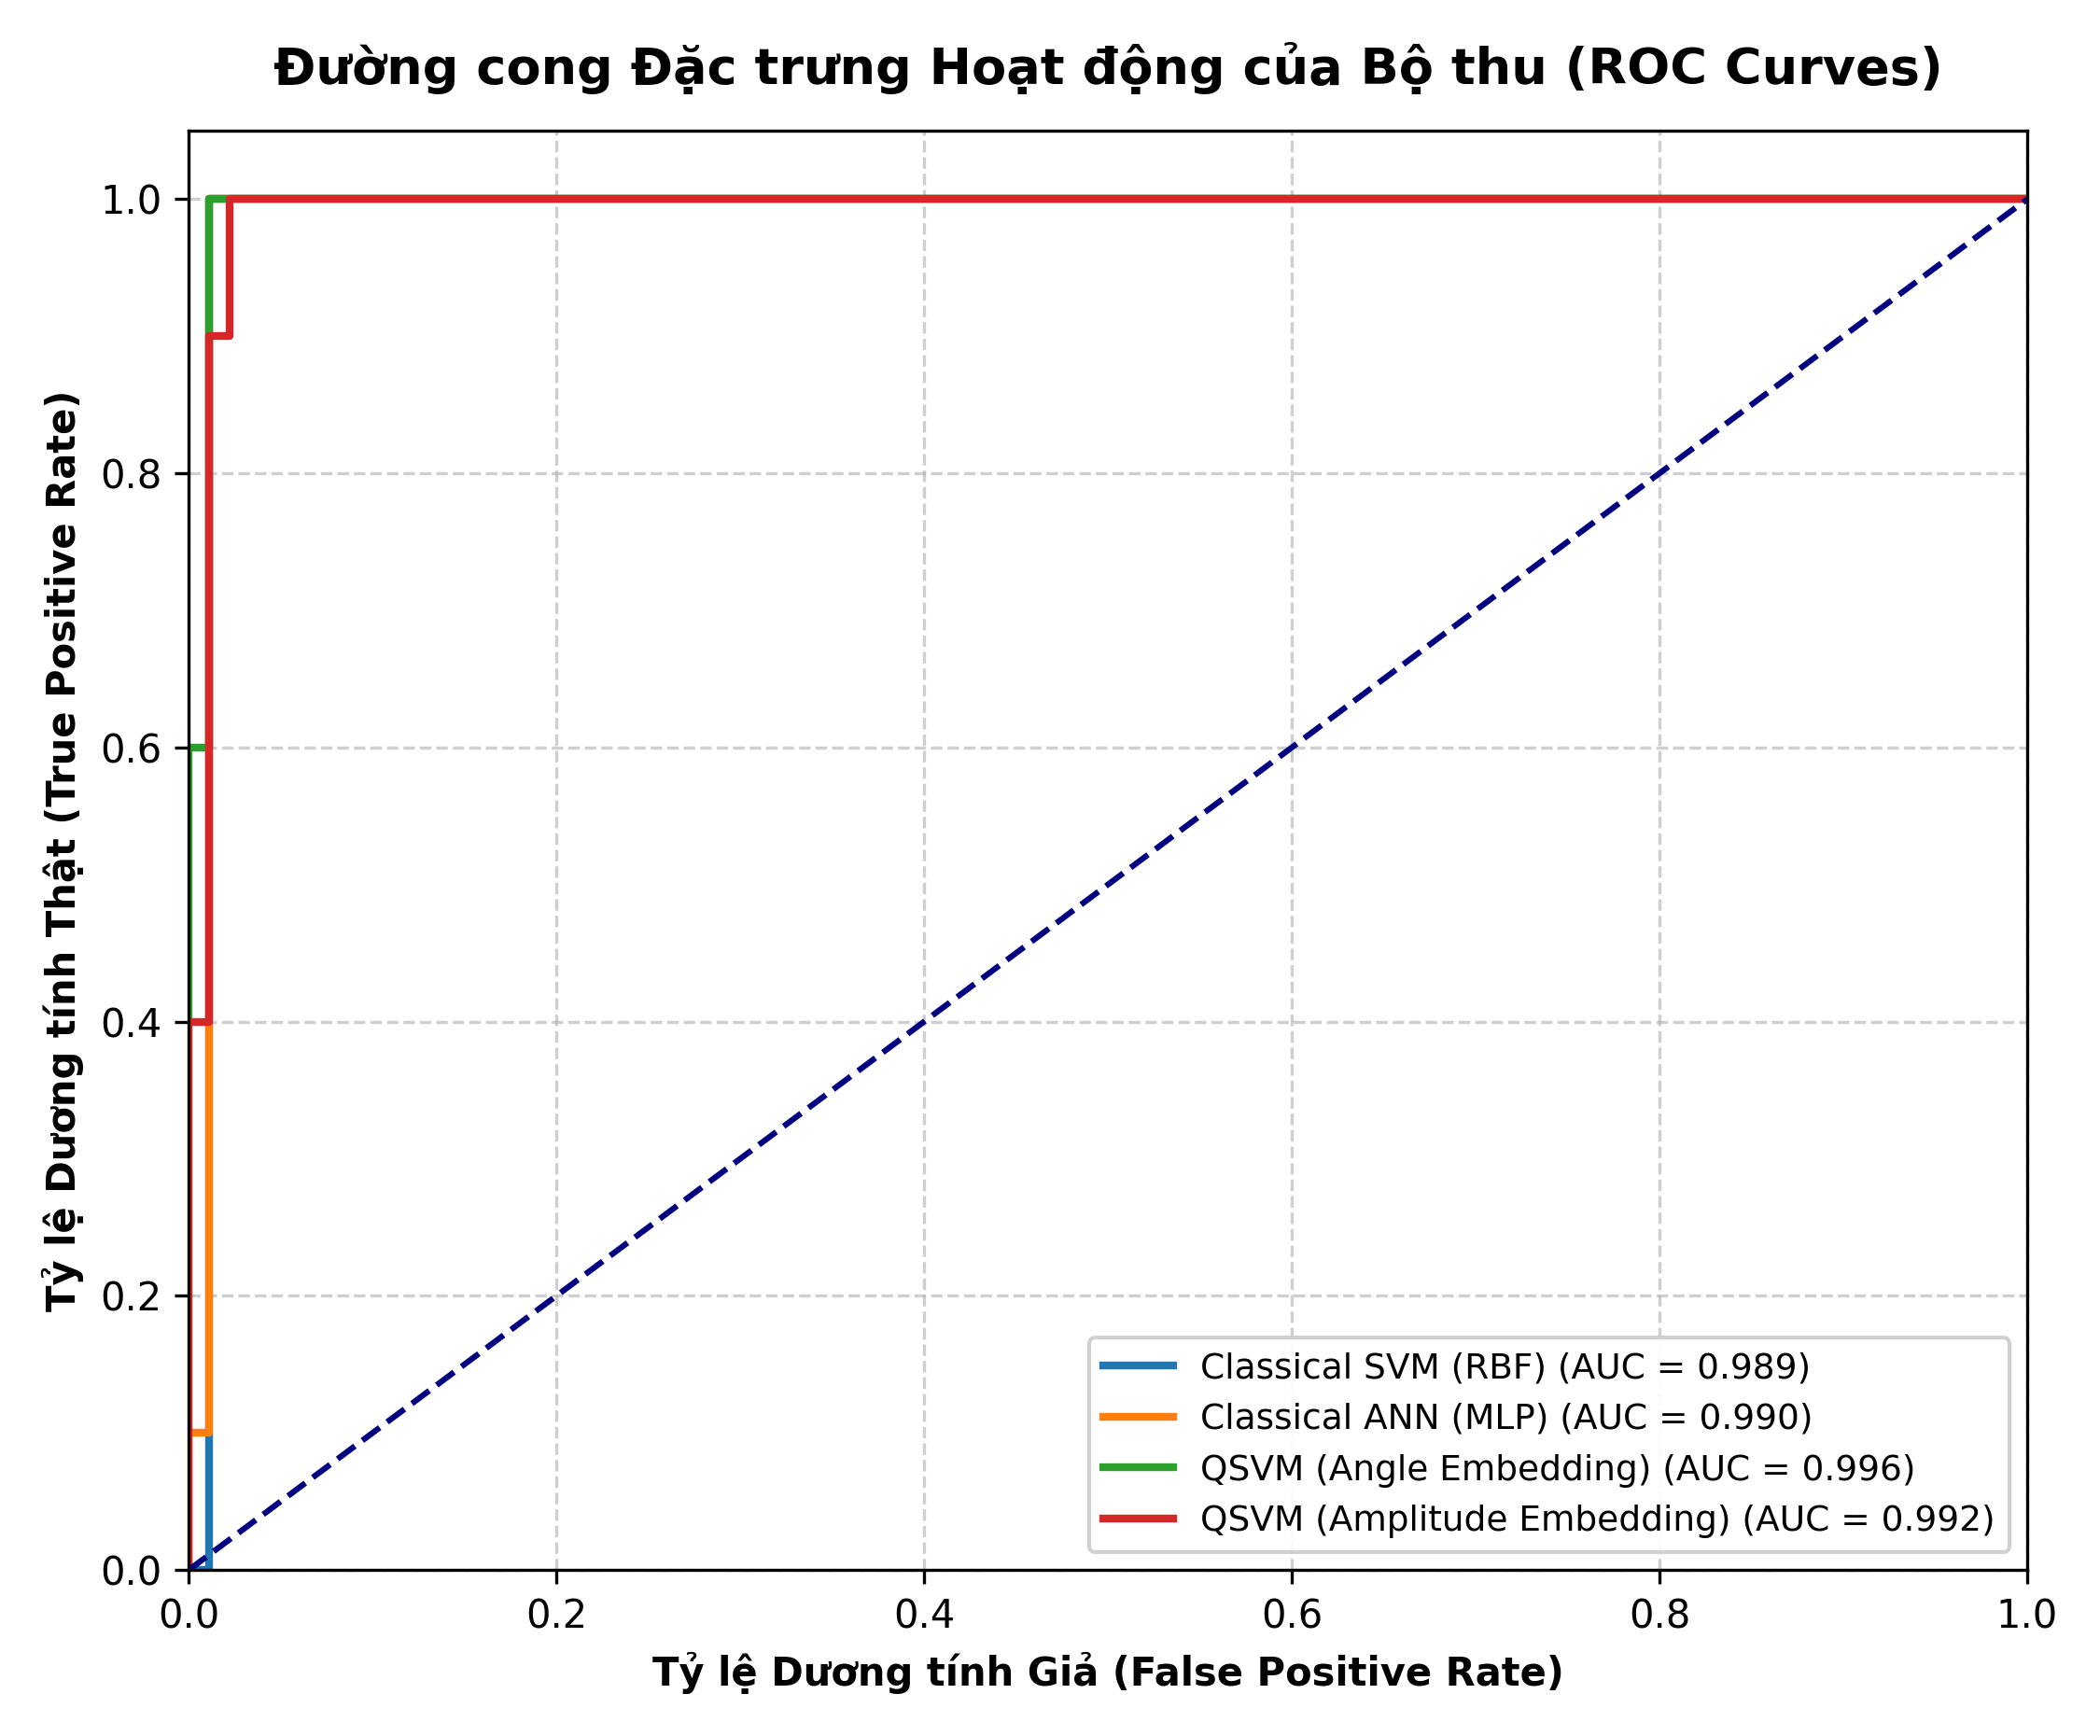 Đường cong Đặc trưng Hoạt động của Bộ thu (ROC Curves)
Tỷ lệ Dương tính Thật (True Positive Rate)
1.0
0.8
0.6
0.4
0.2
0.0
Classical SVM (RBF) (AUC = 0.989)
Classical ANN (MLP) (AUC = 0.990)
QSVM (Angle Embedding) (AUC = 0.996)
QSVM (Amplitude Embedding) (AUC = 0.992)
0.0 0.2 0.4 0.6 0.8 1.0
Tỷ lệ Dương tính Giả (False Positive Rate)